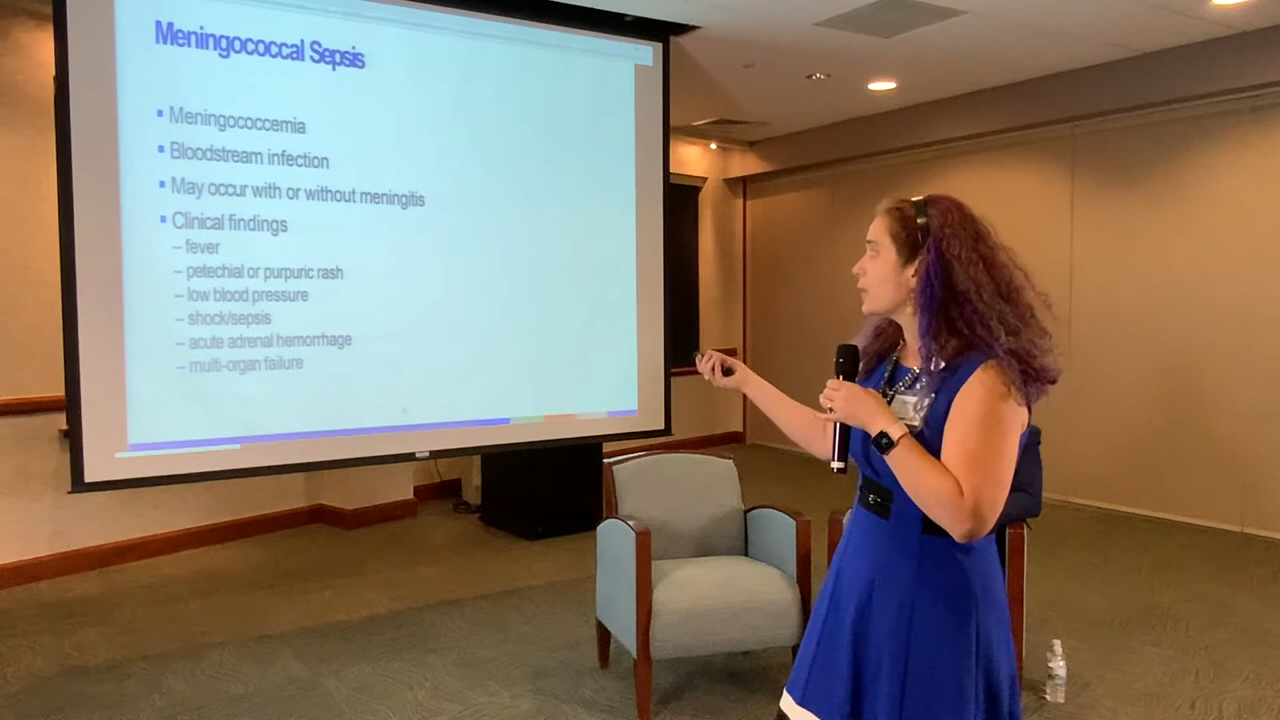 Meningococcal Sepsis
▪ Meningococcemia
▪ Bloodstream infection
▪ May occur with or without meningitis
▪ Clinical findings
– fever
– petechial or purpuric rash
– low blood pressure
– shock/sepsis
– acute adrenal hemorrhage
– multi-organ failure